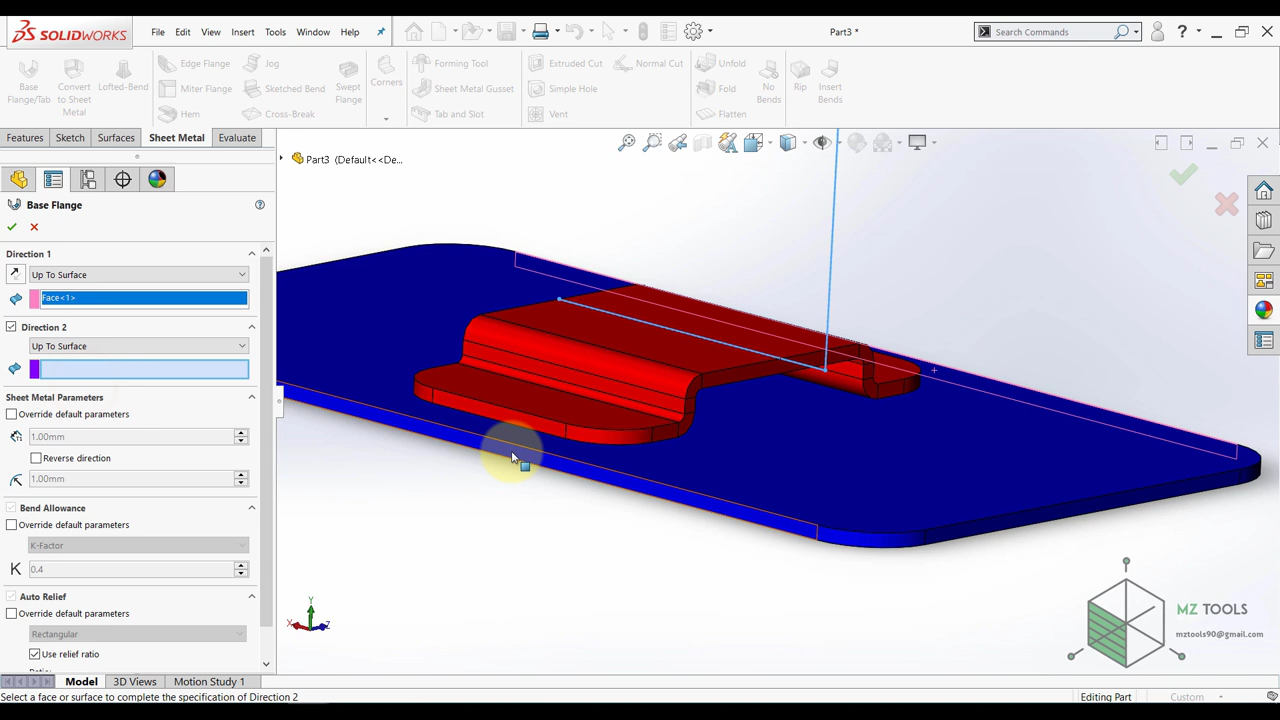 SOLIDWORKS
File Edit View Insert Tools Window Help
Part3 *
Search Commands
Base Flange/Tab
Convert to Sheet Metal
Lofted-Bend
Edge Flange
Miter Flange
Hem
Jog
Sketched Bend
Cross-Break
Swept Flange
Corners
Forming Tool
Sheet Metal Gusset
Tab and Slot
Extruded Cut
Simple Hole
Vent
Normal Cut
Unfold
Fold
Flatten
No Bends
Rip
Insert Bends
Features Sketch Surfaces Sheet Metal Evaluate
Part3 (Default<<De...
Base Flange
Direction 1
Up To Surface
Face<1>
Direction 2
Up To Surface
Sheet Metal Parameters
Override default parameters
1.00mm
Reverse direction
1.00mm
Bend Allowance
Override default parameters
K-Factor
K 0.4
Auto Relief
Override default parameters
Rectangular
Use relief ratio
Y
X
Z
MZ TOOLS
mztools90@gmail.com
Model 3D Views Motion Study 1
Select a face or surface to complete the specification of Direction 2
Editing Part
Custom